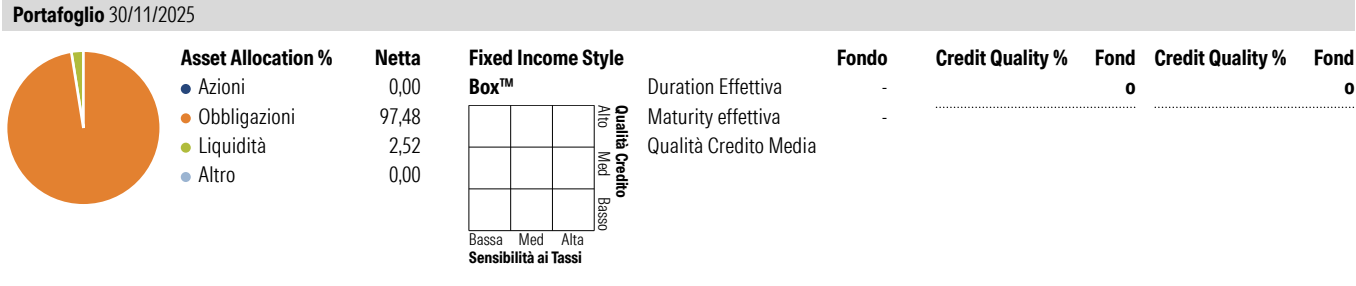 Portafoglio 30/11/2025
Asset Allocation % Netta
Azioni 0,00
Obbligazioni 97,48
Liquidità 2,52
Altro 0,00
Fixed Income Style
Box™
Alto Med Basso
Qualità Credito
Bassa Med Alta
Sensibilità ai Tassi
Fondo
Duration Effettiva -
Maturity effettiva -
Qualità Credito Media
Credit Quality % Fond Credit Quality % Fond
o o